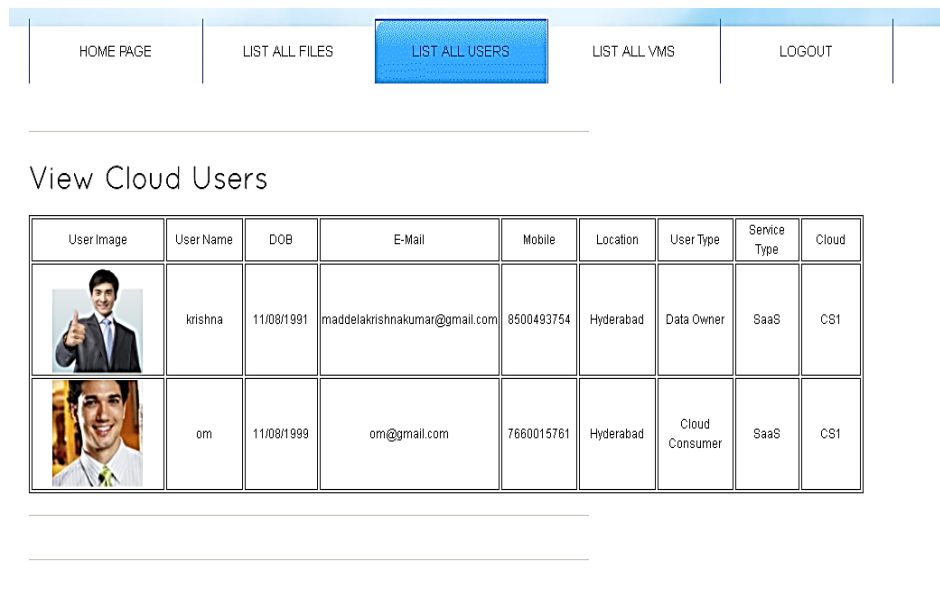 HOME PAGE LIST ALL FILES LIST ALL USERS LIST ALL VMS LOGOUT
View Cloud Users
User Image User Name DOB E-Mail Mobile Location User Type Service Type Cloud
krishna 11/08/1991 maddelakrishnakumar@gmail.com 8500493754 Hyderabad Data Owner SaaS CS1
om 11/08/1999 om@gmail.com 7660015761 Hyderabad Cloud Consumer SaaS CS1